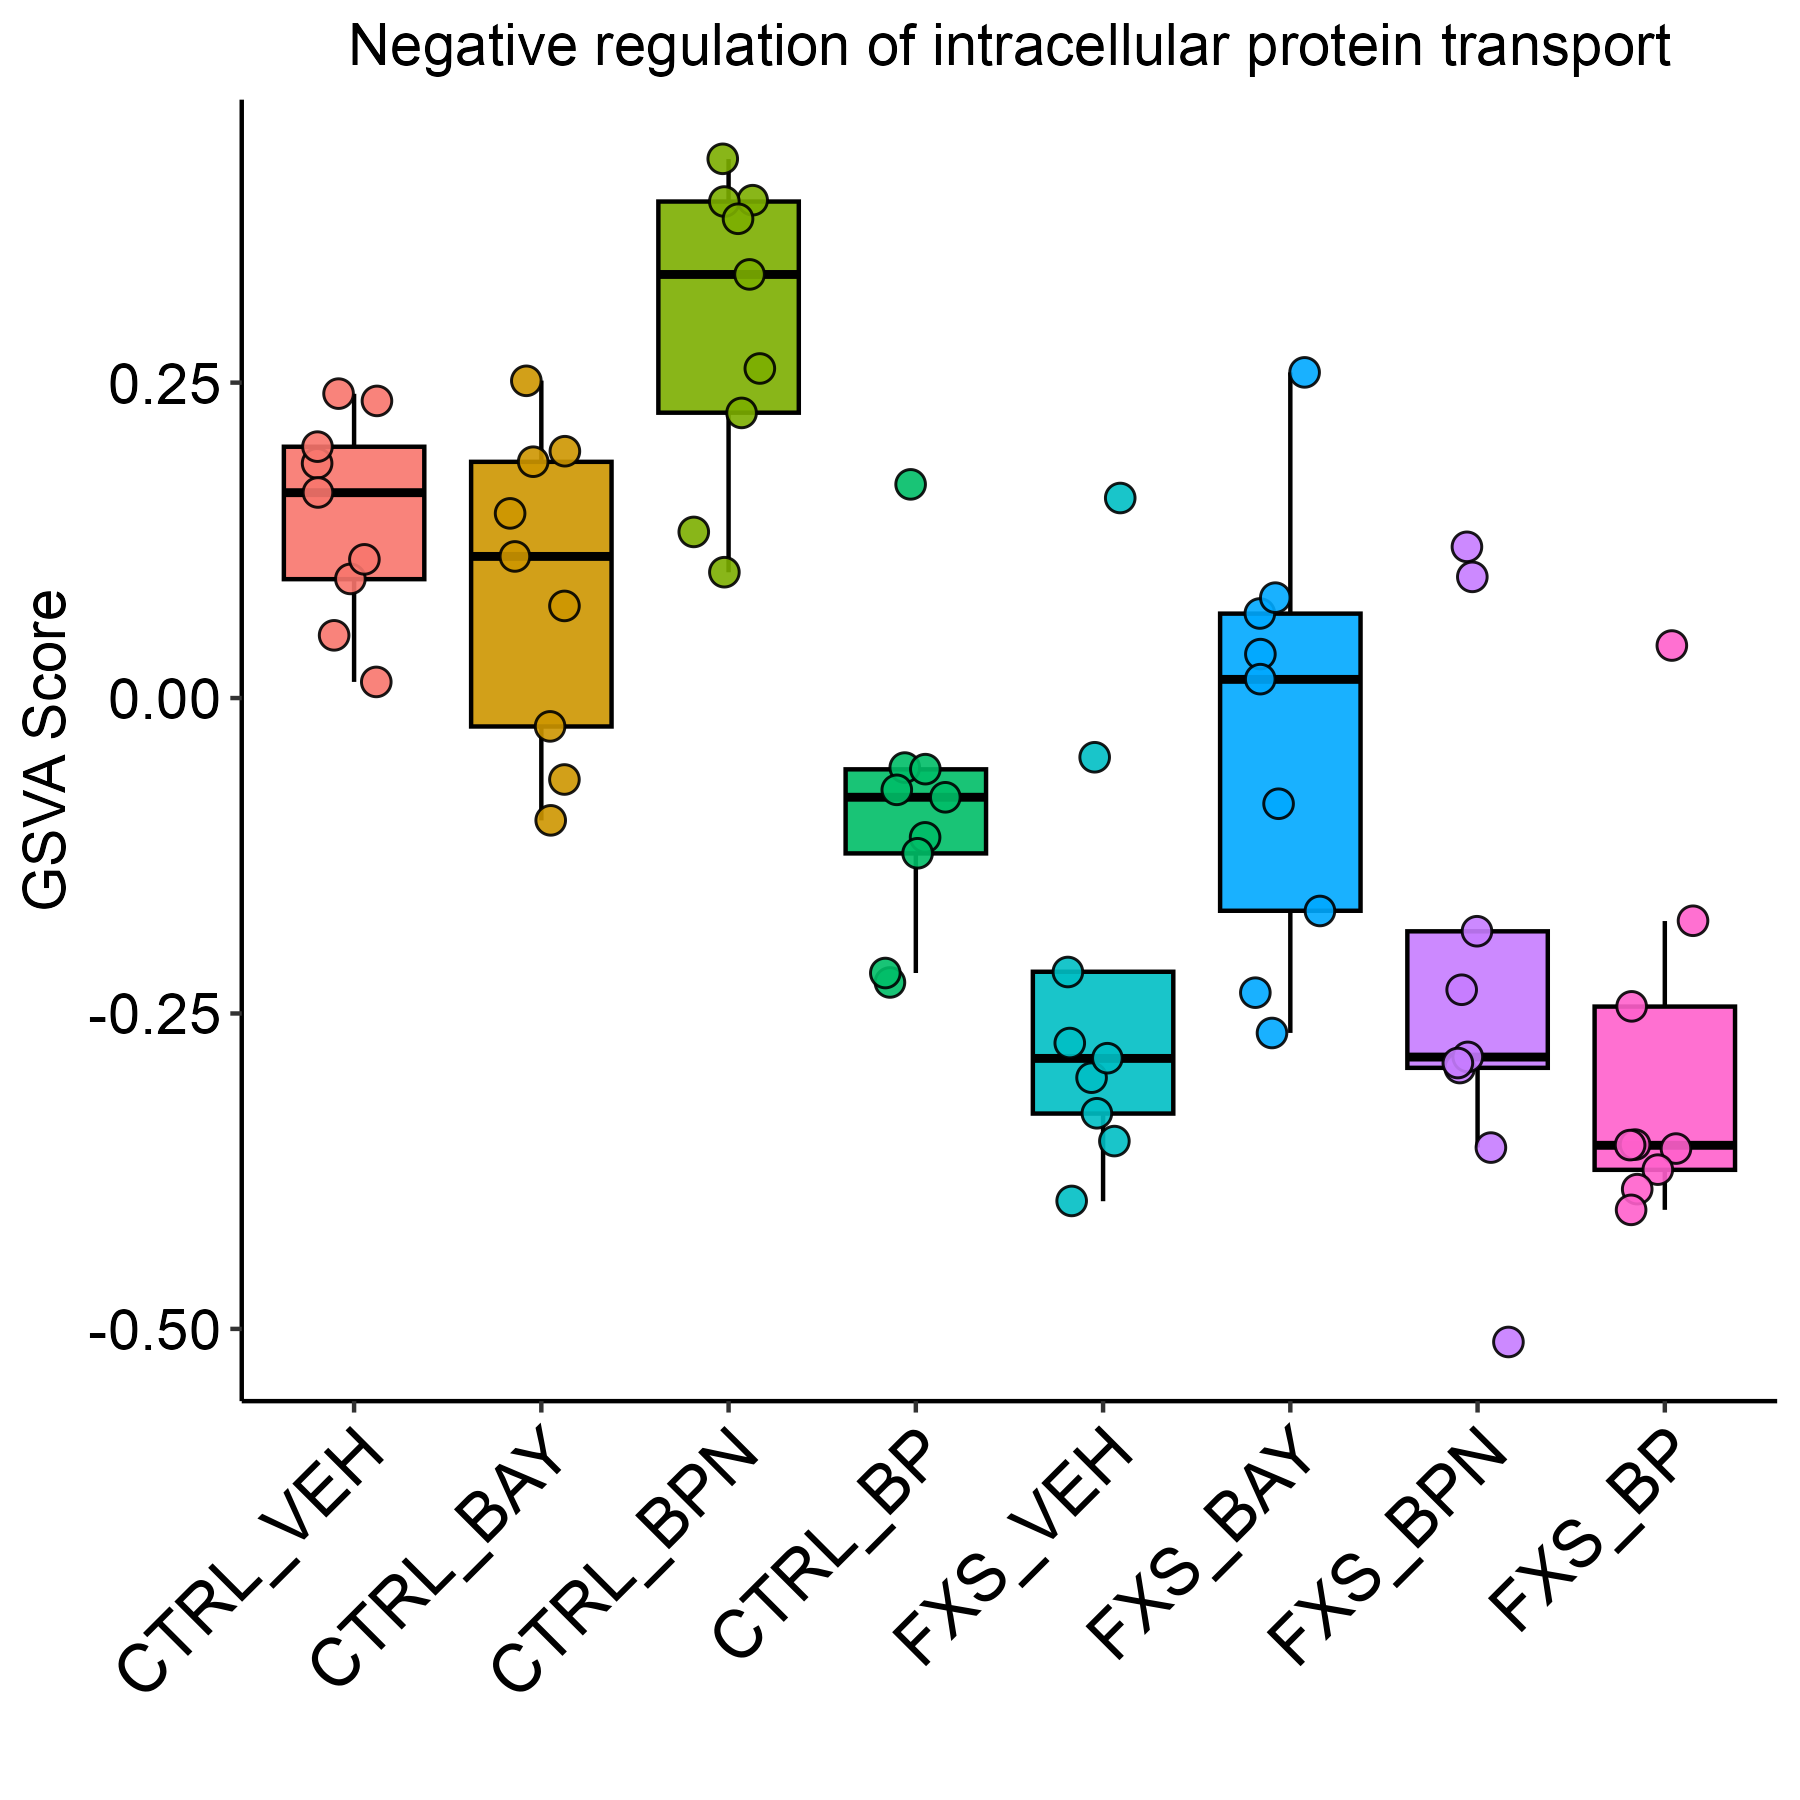 Negative regulation of intracellular protein transport
GSVA Score
0.25
0.00
-0.25
-0.50
CTRL_VEH
CTRL_BAY
CTRL_BPN
CTRL_BP
FXS_VEH
FXS_BAY
FXS_BPN
FXS_BP